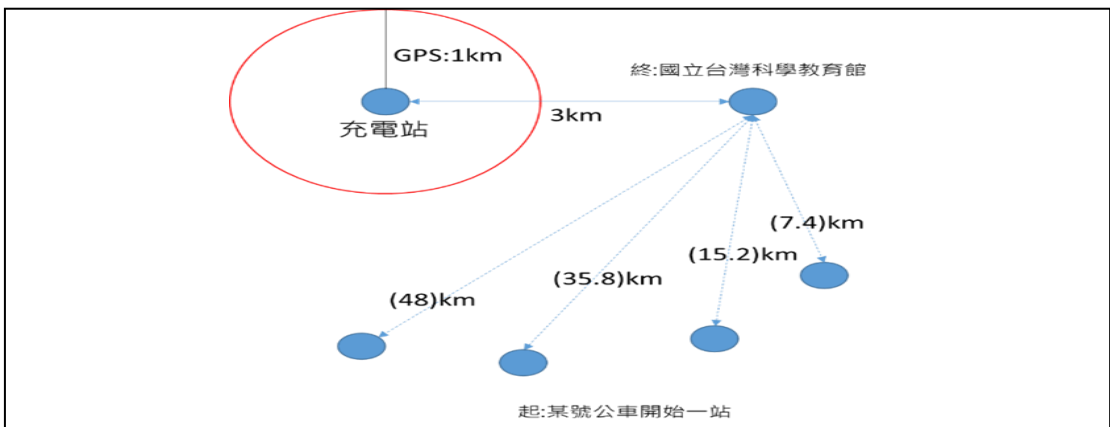 GPS:1km
終:國立台灣科學教育館
3km
充電站
(7.4)km
(15.2)km
(35.8)km
(48)km
起:某號公車開始一站